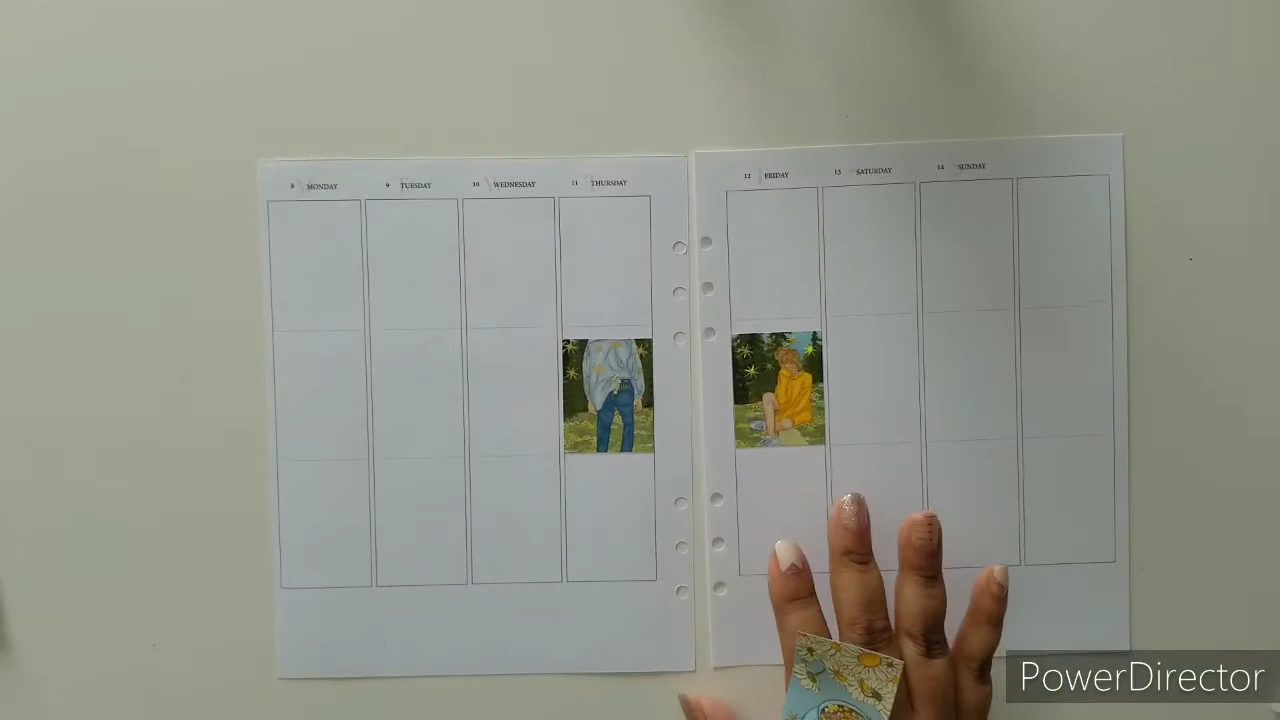 8 MONDAY
9 TUESDAY
10 WEDNESDAY
11 THURSDAY
12 FRIDAY
13 SATURDAY
14 SUNDAY
PowerDirector